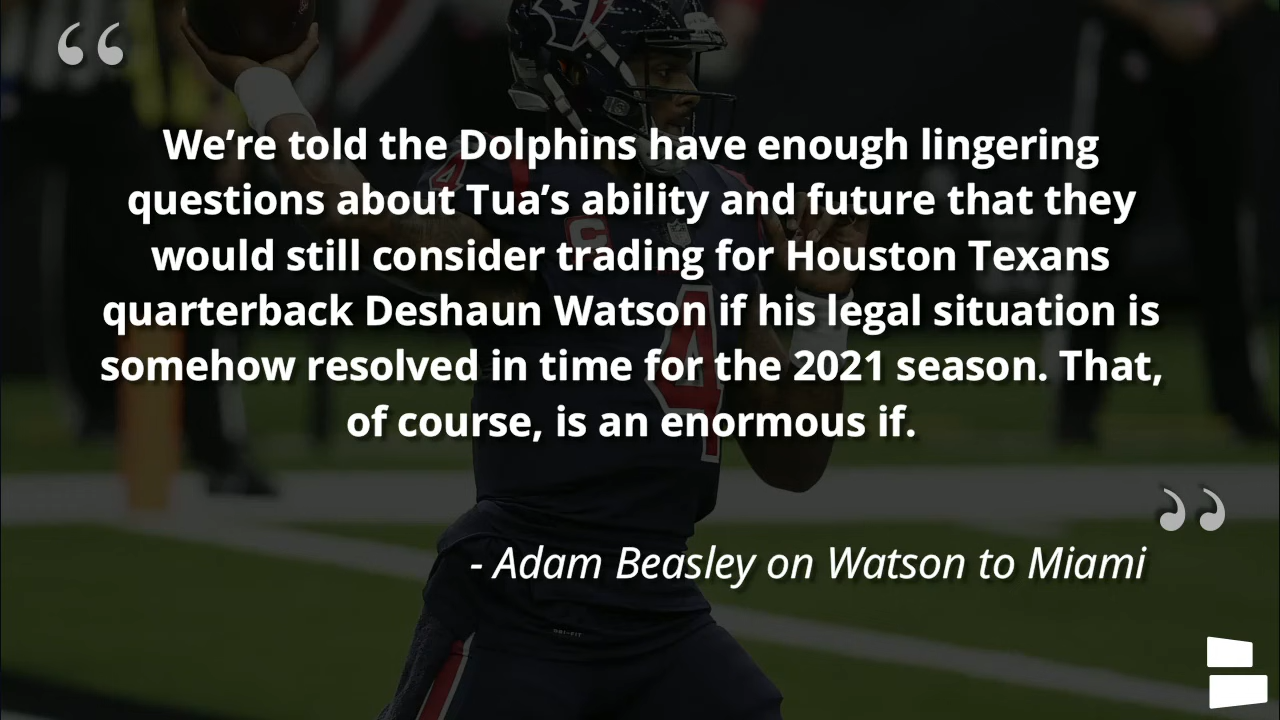 “
We’re told the Dolphins have enough lingering
questions about Tua’s ability and future that they
would still consider trading for Houston Texans
quarterback Deshaun Watson if his legal situation is
somehow resolved in time for the 2021 season. That,
of course, is an enormous if.
”
- Adam Beasley on Watson to Miami
4
C
4